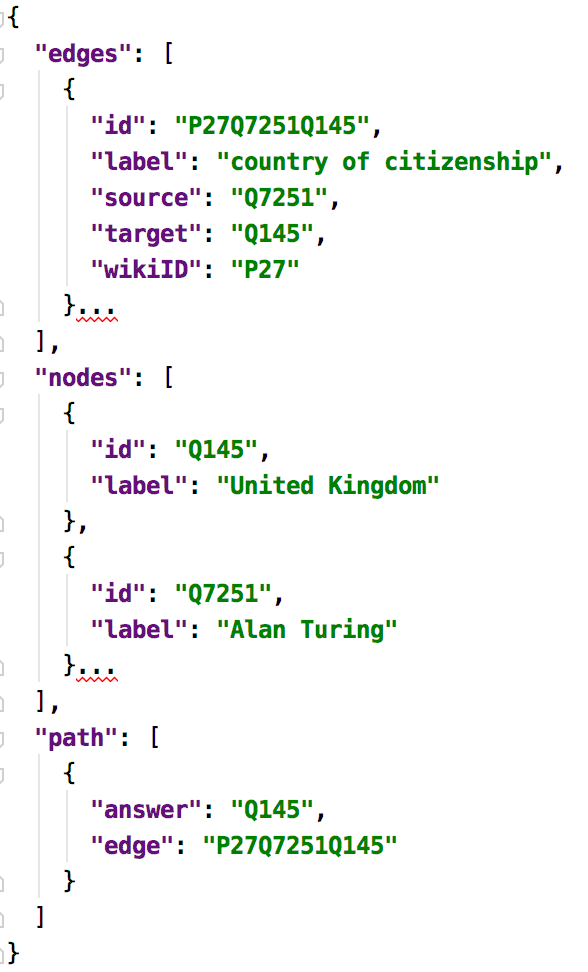 {
  "edges": [
    {
      "id": "P27Q7251Q145",
      "label": "country of citizenship",
      "source": "Q7251",
      "target": "Q145",
      "wikiID": "P27"
    }...
  ],
  "nodes": [
    {
      "id": "Q145",
      "label": "United Kingdom"
    },
    {
      "id": "Q7251",
      "label": "Alan Turing"
    }...
  ],
  "path": [
    {
      "answer": "Q145",
      "edge": "P27Q7251Q145"
    }
  ]
}